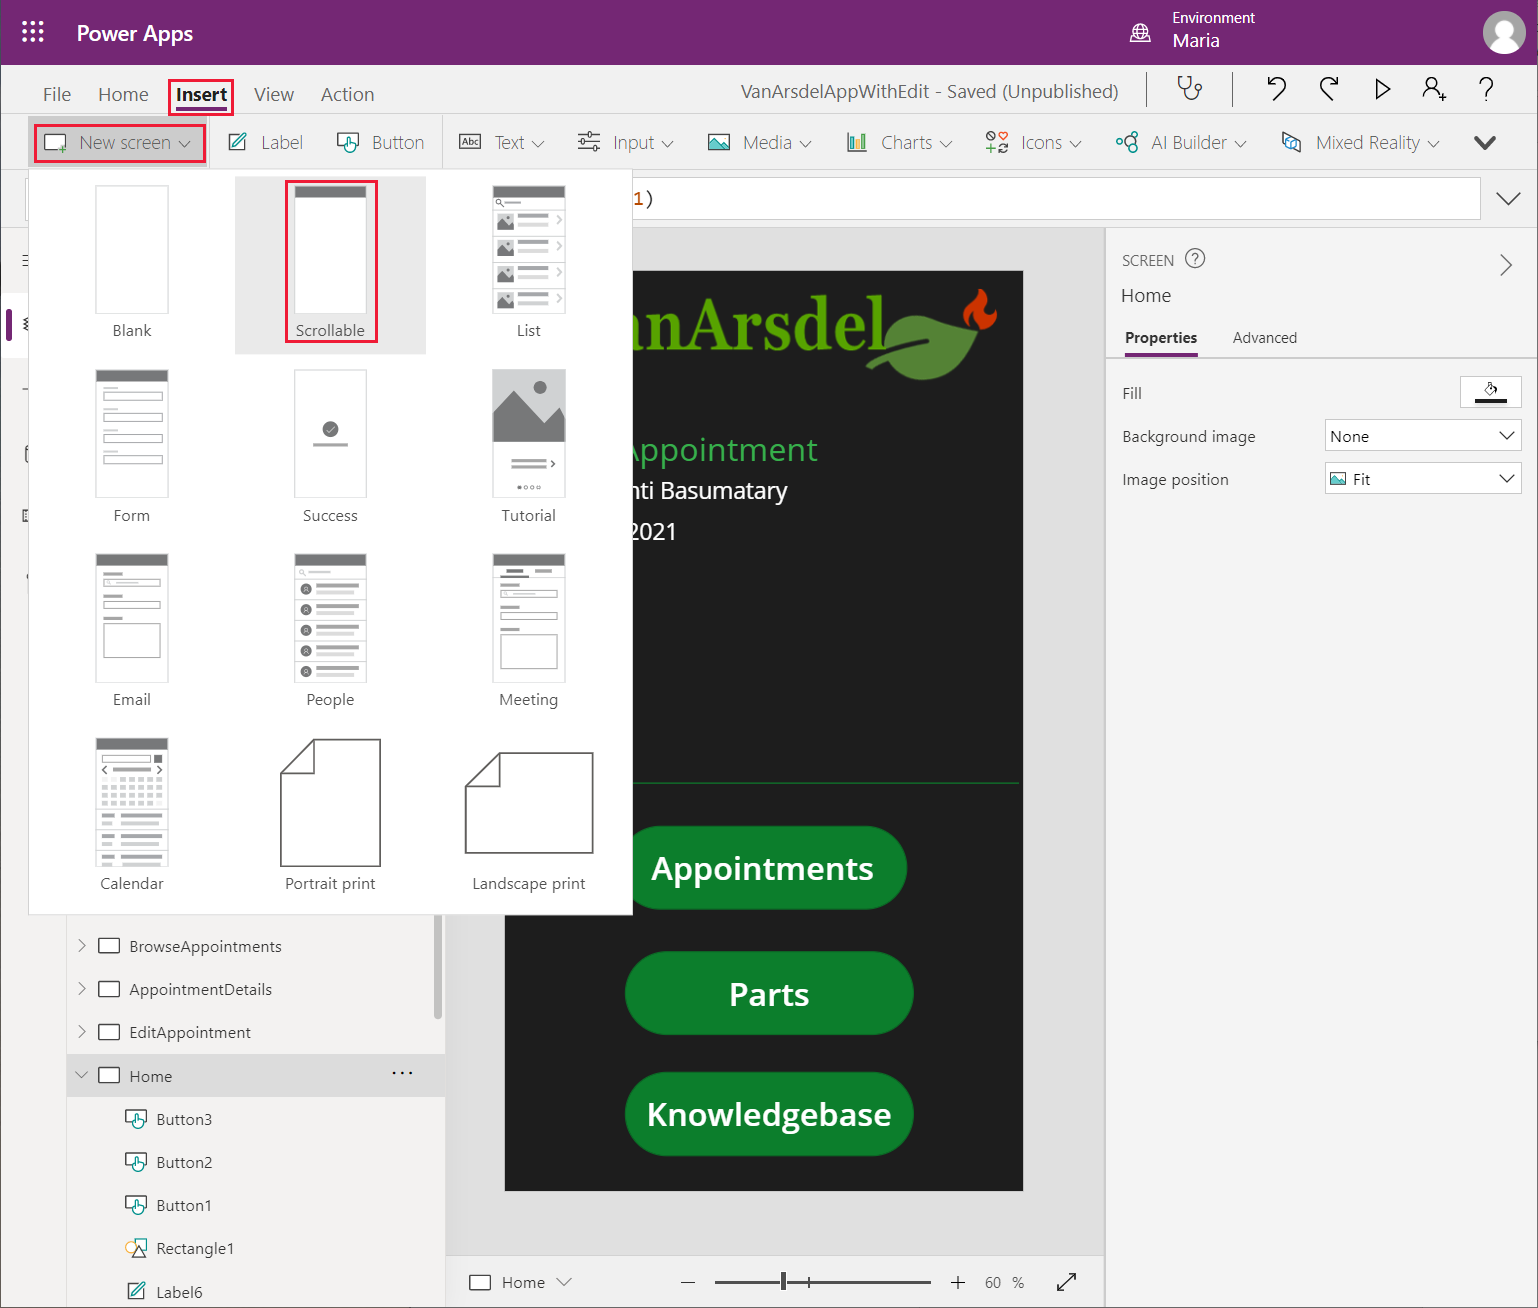 Power Apps
Environment
Maria
File Home Insert View Action
VanArsdelAppWithEdit - Saved (Unpublished)
New screen Label Button Abc Text Input Media Charts Icons AI Builder Mixed Reality
1)
Blank Scrollable List
Form Success Tutorial
Email People Meeting
Calendar Portrait print Landscape print
SCREEN
Home
Properties Advanced
Fill
Background image None
Image position Fit
anArsdel
Appointment
nti Basumatary
2021
Appointments
Parts
Knowledgebase
BrowseAppointments
AppointmentDetails
EditAppointment
Home ...
Button3
Button2
Button1
Rectangle1
Label6
Home 60 %